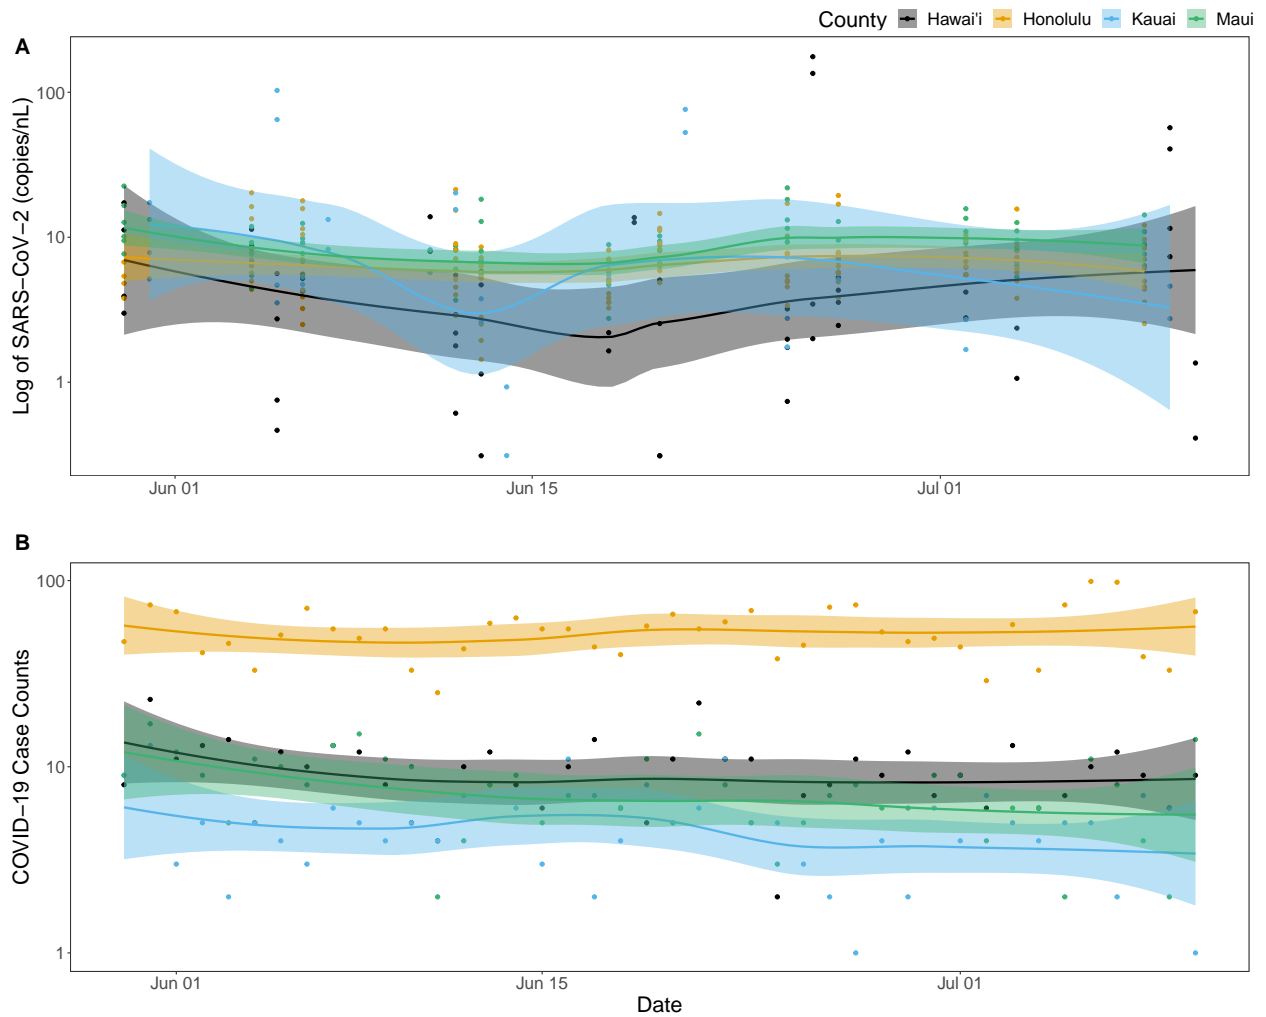 County Hawai'i Honolulu Kauai Maui
A
Log of SARS−CoV−2 (copies/nL)
100
10
1
Jun 01 Jun 15 Jul 01
B
COVID−19 Case Counts
100
10
1
Jun 01 Jun 15 Jul 01
Date